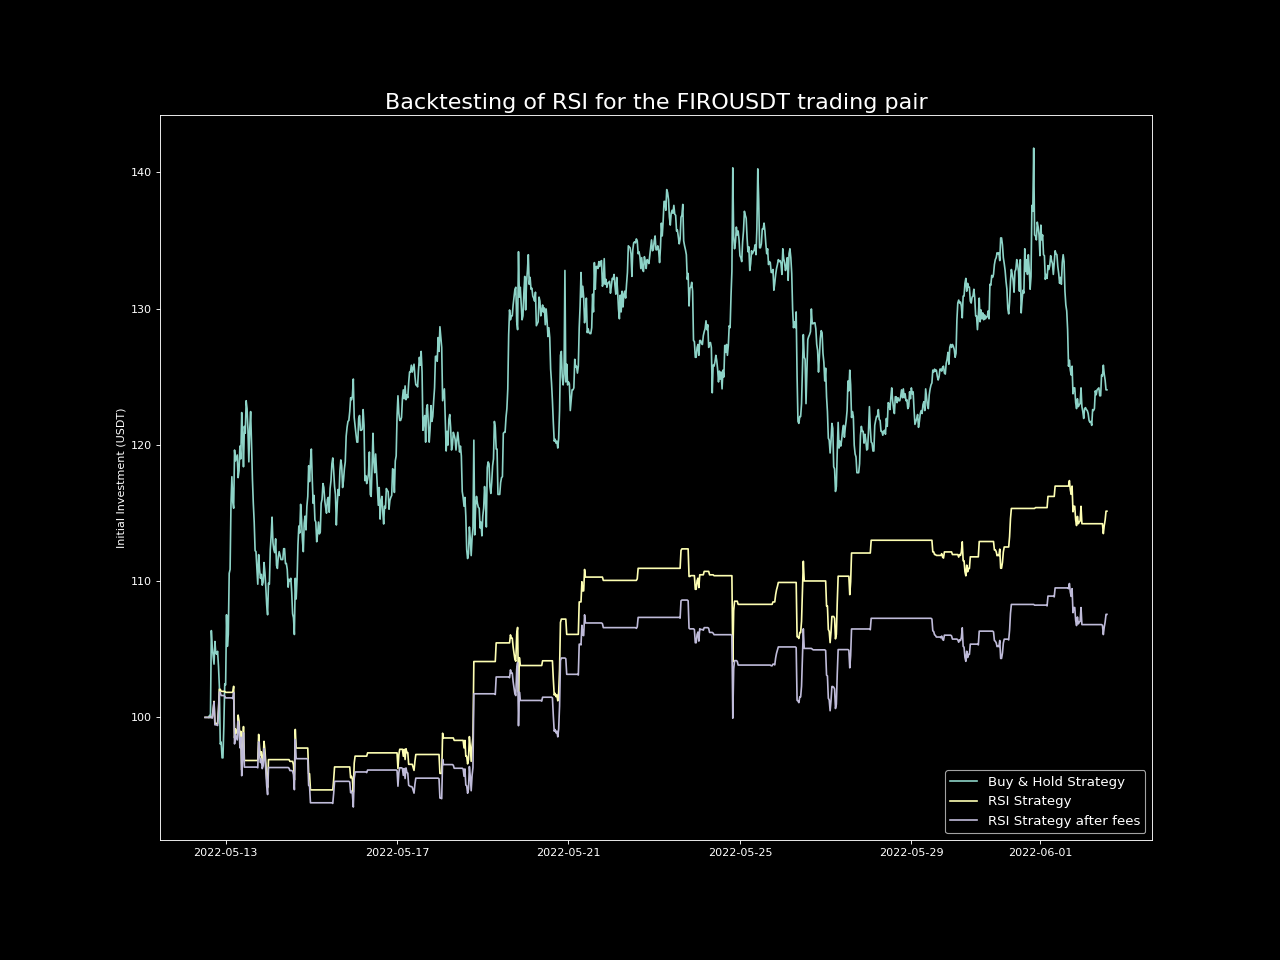 Backtesting of RSI for the FIROUSDT trading pair
Initial Investment (USDT)
140
130
120
110
100
2022-05-13
2022-05-17
2022-05-21
2022-05-25
2022-05-29
2022-06-01
Buy & Hold Strategy
RSI Strategy
RSI Strategy after fees